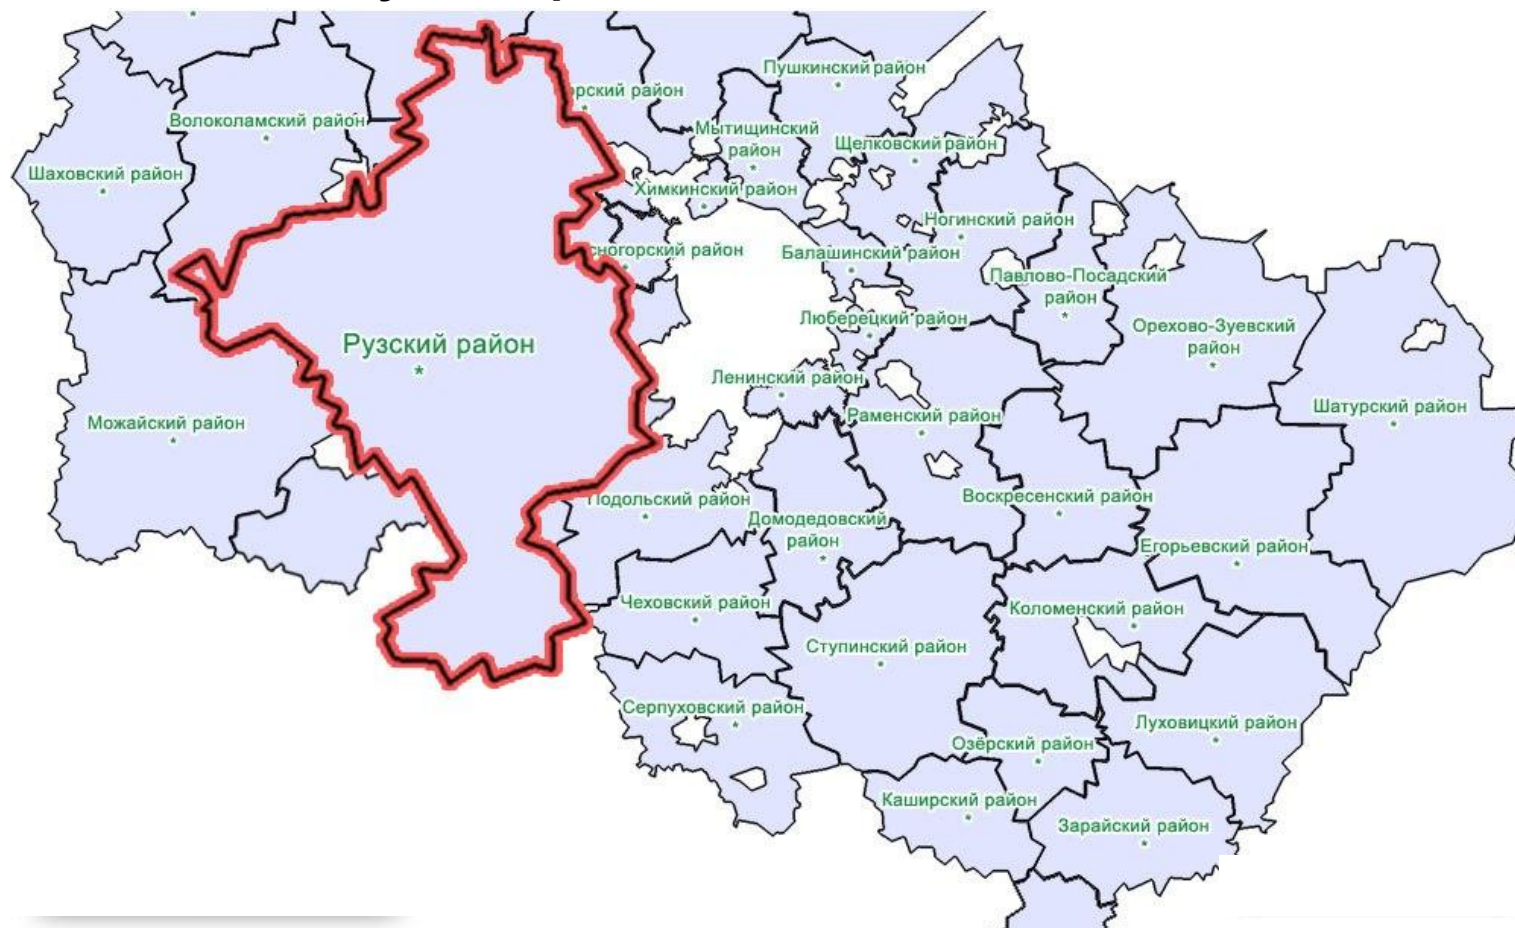 Пушкинский район
орский район
Волоколамский район
Мытищинский
район
Щелковский район
Шаховский район
Химкинский район
Ногинский район
сногорский район
Балашинский район
Павлово-Посадский
район
Люберецкий район
Орехово-Зуевский
район
Рузский район
Ленинский район
Шатурский район
Раменский район
Можайский район
Воскресенский район
Подольский район
Домодедовский
район
Егорьевский район
Чеховский район
Коломенский район
Ступинский район
Серпуховский район
Луховицкий район
Озёрский район
Каширский район
Зарайский район